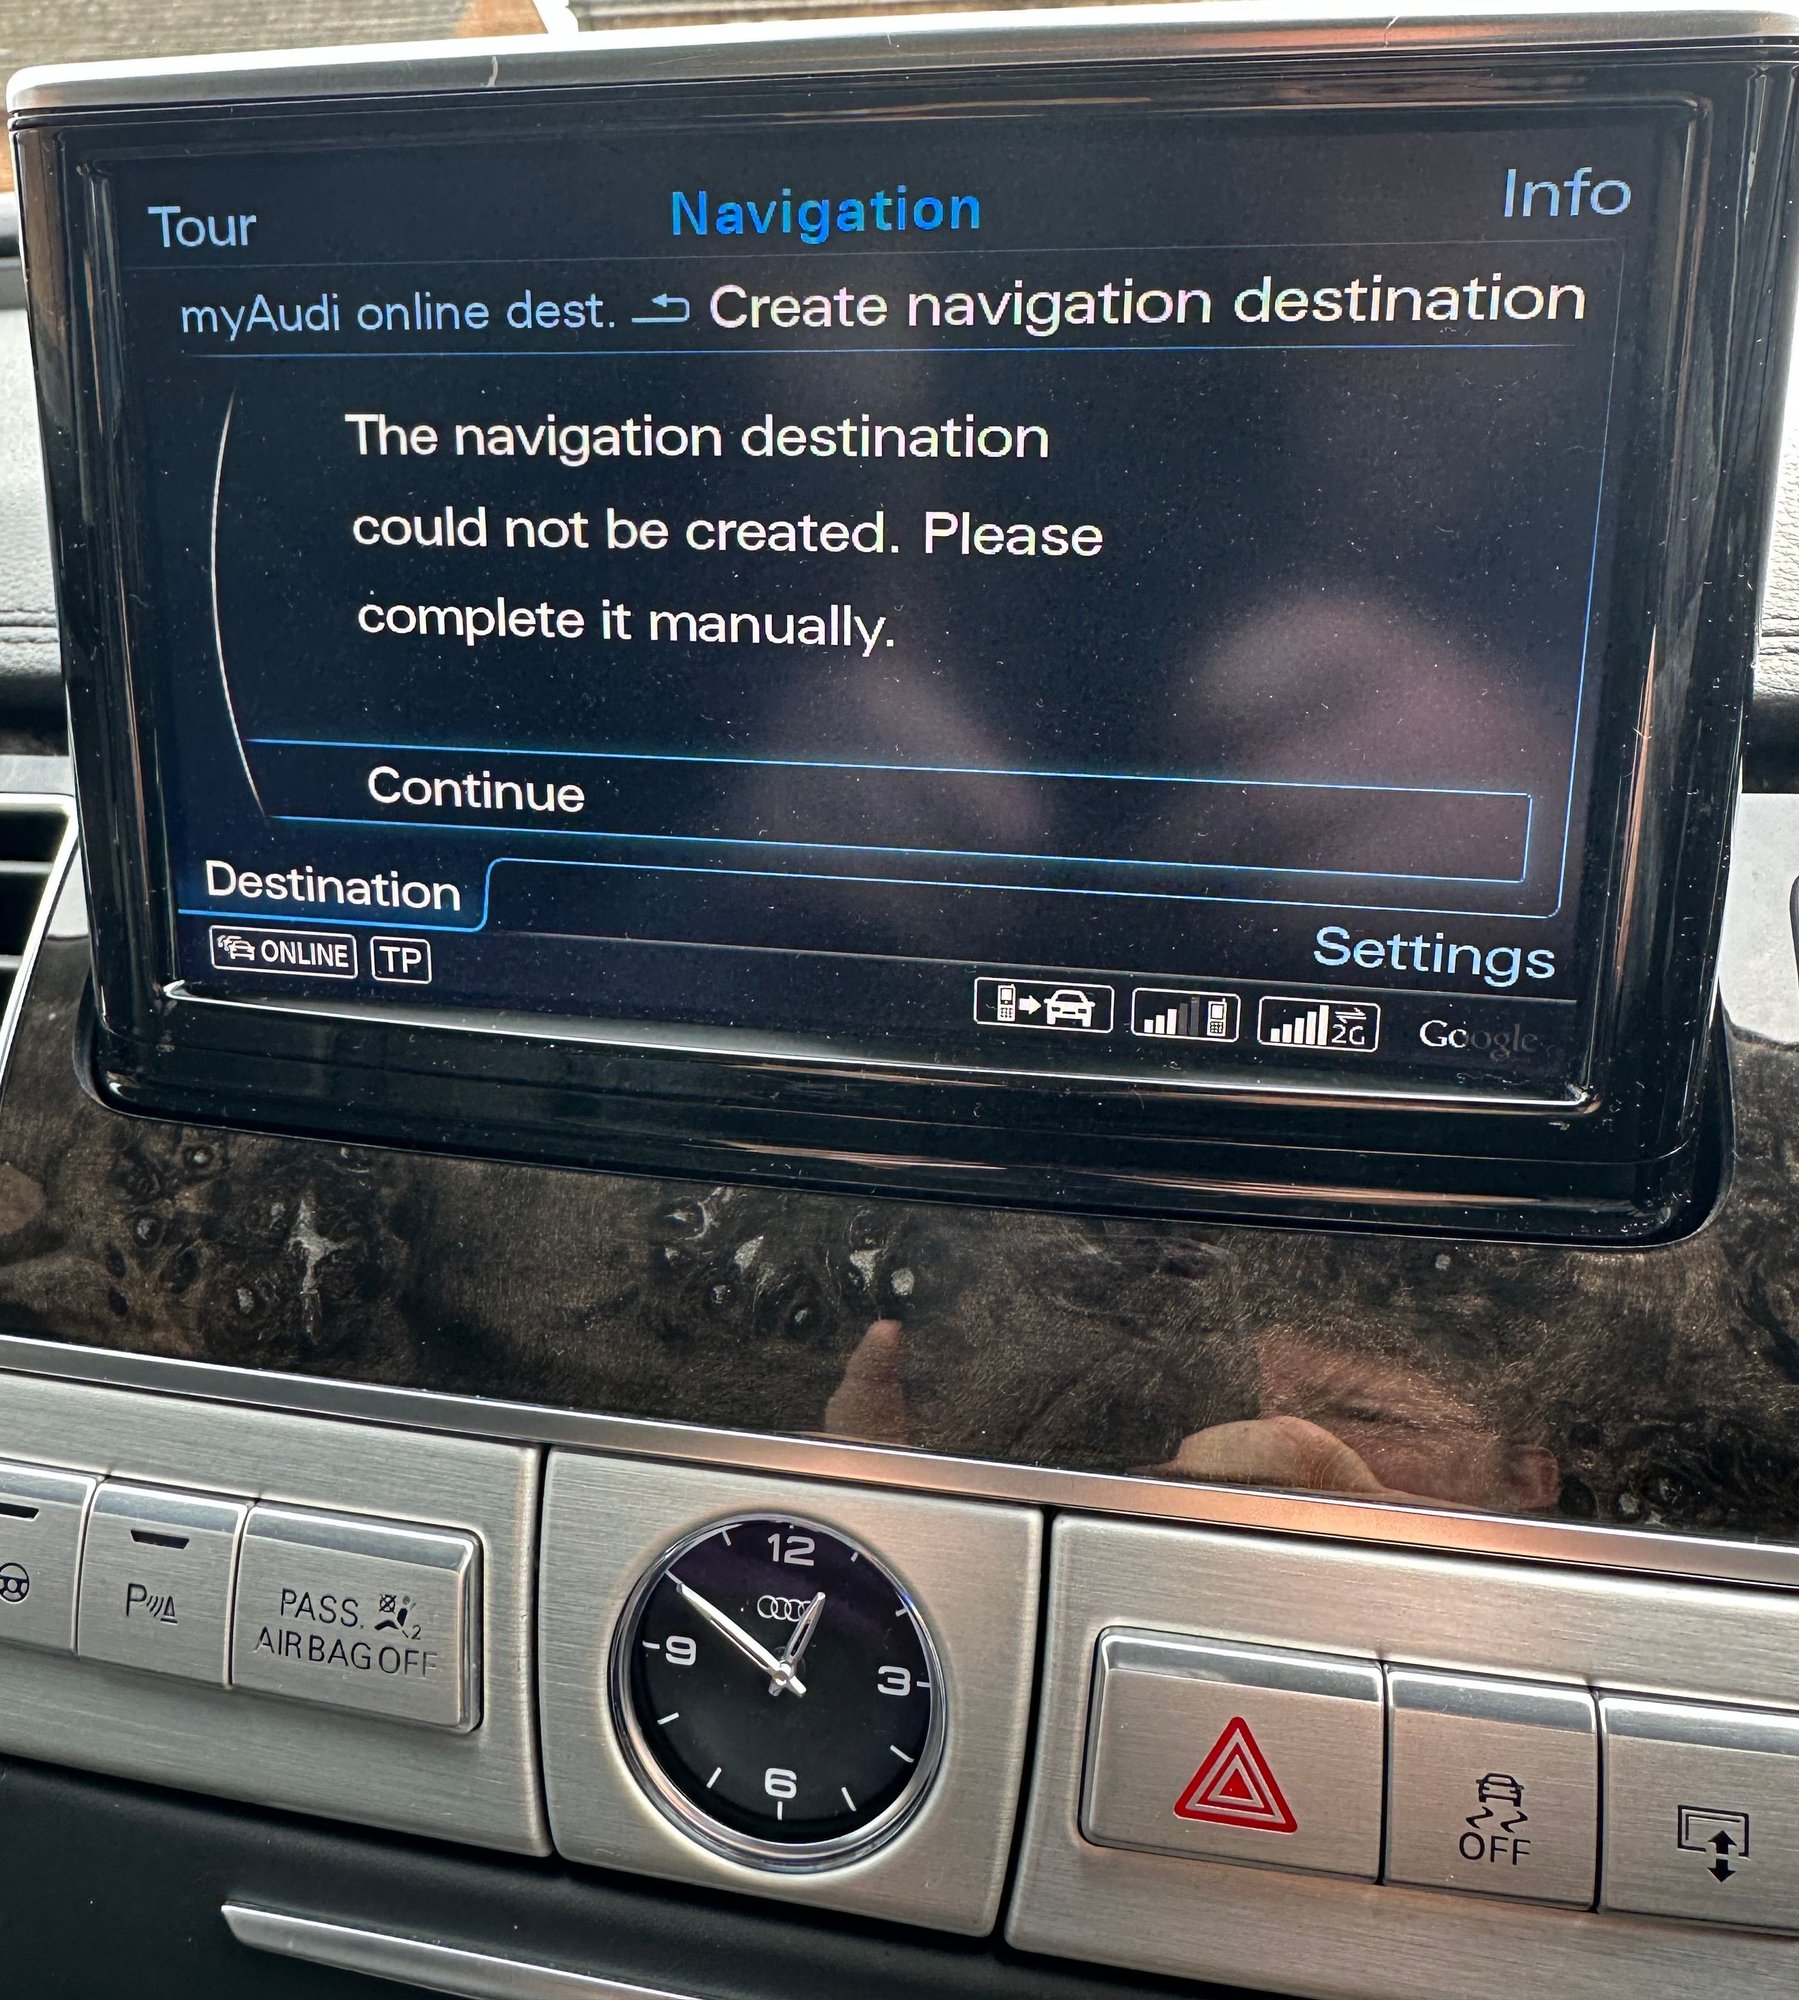 Tour
Navigation
Info
myAudi online dest.
Create navigation destination
The navigation destination
could not be created. Please
complete it manually.
Continue
Destination
Settings
ONLINE
TP
2G
Google
12
3
6
9
P
PASS.
2
AIRBAG OFF
OFF